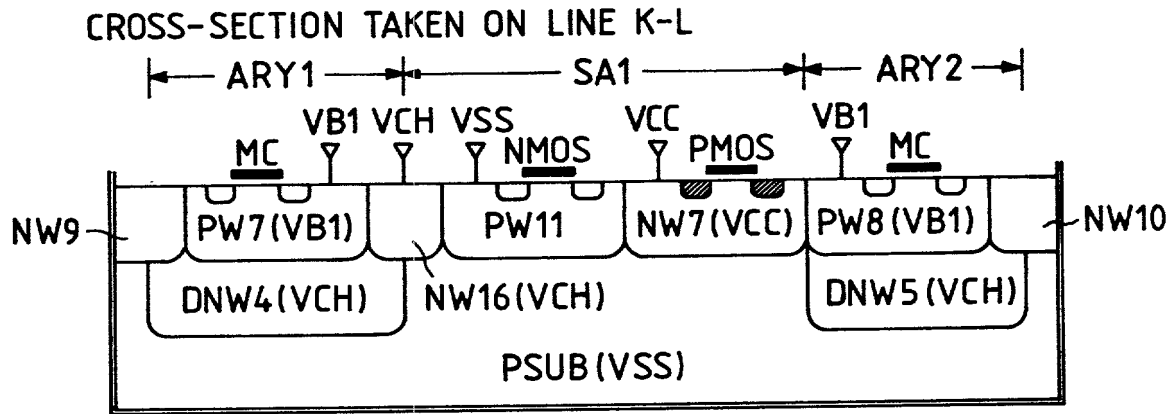 CROSS-SECTION TAKEN ON LINE K-L
ARY1 SA1 ARY2
VB1 VCH VSS VCC VB1
MC NMOS PMOS MC
NW9 PW7(VB1) PW11 NW7(VCC) PW8(VB1) NW10
DNW4(VCH) NW16(VCH) DNW5(VCH)
PSUB(VSS)